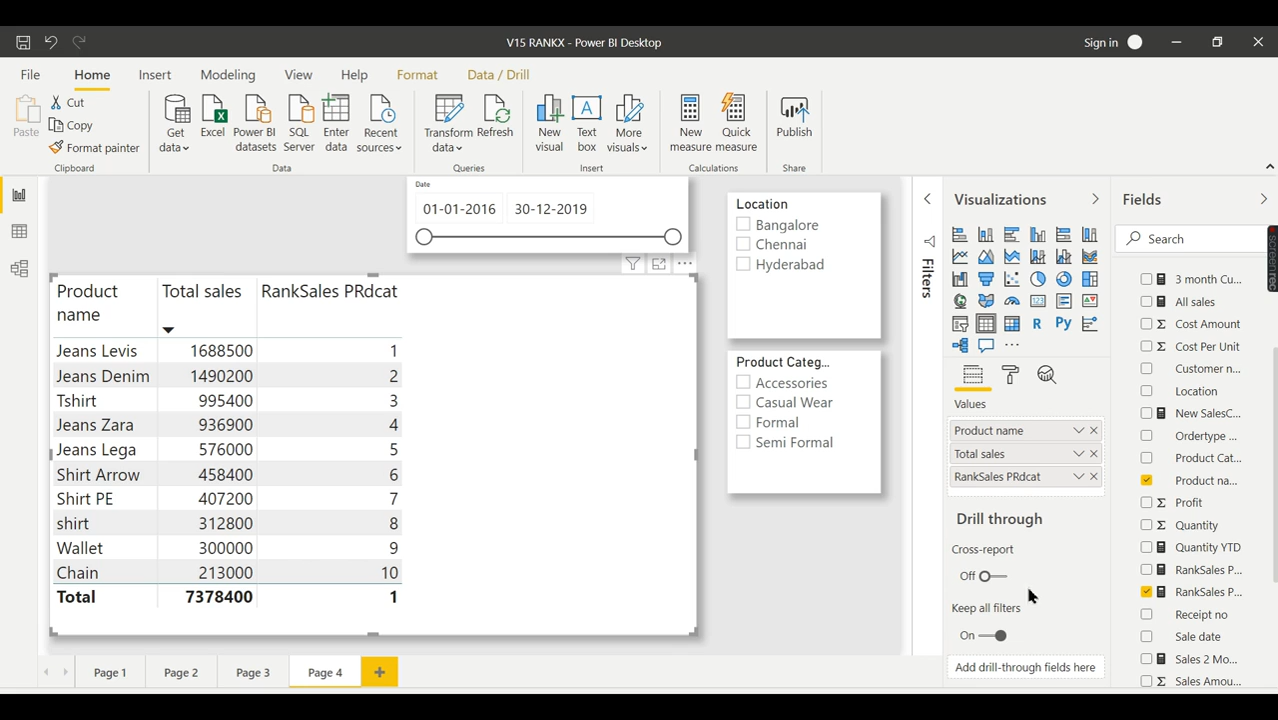 V15 RANKX - Power BI Desktop
Sign in
File Home Insert Modeling View Help Format Data / Drill
Paste
Cut
Copy
Format painter
Clipboard
Get data
Excel
Power BI datasets
SQL Server
Enter data
Recent sources
Data
Transform data
Refresh
Queries
New visual
Text box
More visuals
Insert
New measure
Quick measure
Calculations
Publish
Share
Date
01-01-2016 30-12-2019
Product name Total sales RankSales PRdcat
Jeans Levis 1688500 1
Jeans Denim 1490200 2
Tshirt 995400 3
Jeans Zara 936900 4
Jeans Lega 576000 5
Shirt Arrow 458400 6
Shirt PE 407200 7
shirt 312800 8
Wallet 300000 9
Chain 213000 10
Total 7378400 1
Location
Bangalore
Chennai
Hyderabad
Product Categ...
Accessories
Casual Wear
Formal
Semi Formal
Filters
Visualizations
R Py
Values
Product name
Total sales
RankSales PRdcat
Drill through
Cross-report
Off
Keep all filters
On
Add drill-through fields here
Fields
Search
3 month Cu...
All sales
Cost Amount
Cost Per Unit
Customer n...
Location
New SalesC...
Ordertype ...
Product Cat...
Product na...
Profit
Quantity
Quantity YTD
RankSales P...
RankSales P...
Receipt no
Sale date
Sales 2 Mo...
Sales Amou...
screenrec
Page 1 Page 2 Page 3 Page 4